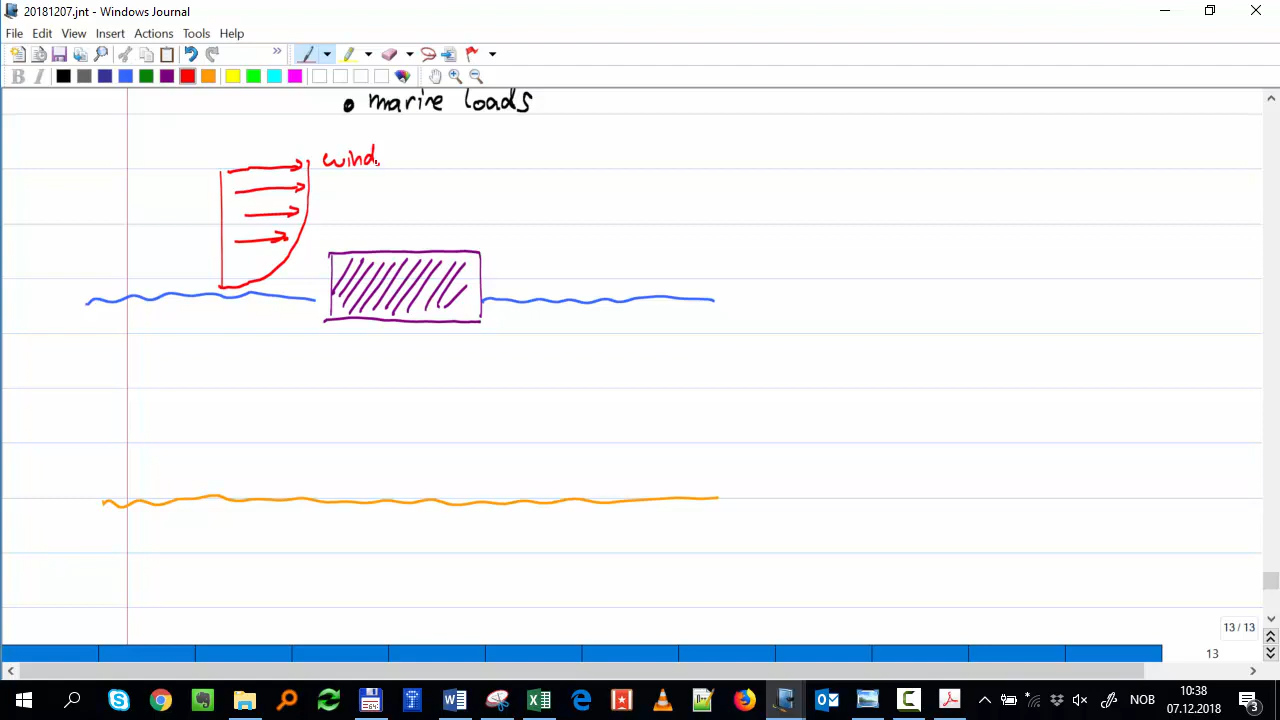 20181207.jnt - Windows Journal
File Edit View Insert Actions Tools Help
B I
• marine loads
wind
13 / 13
13
NOB
10:38
07.12.2018
3